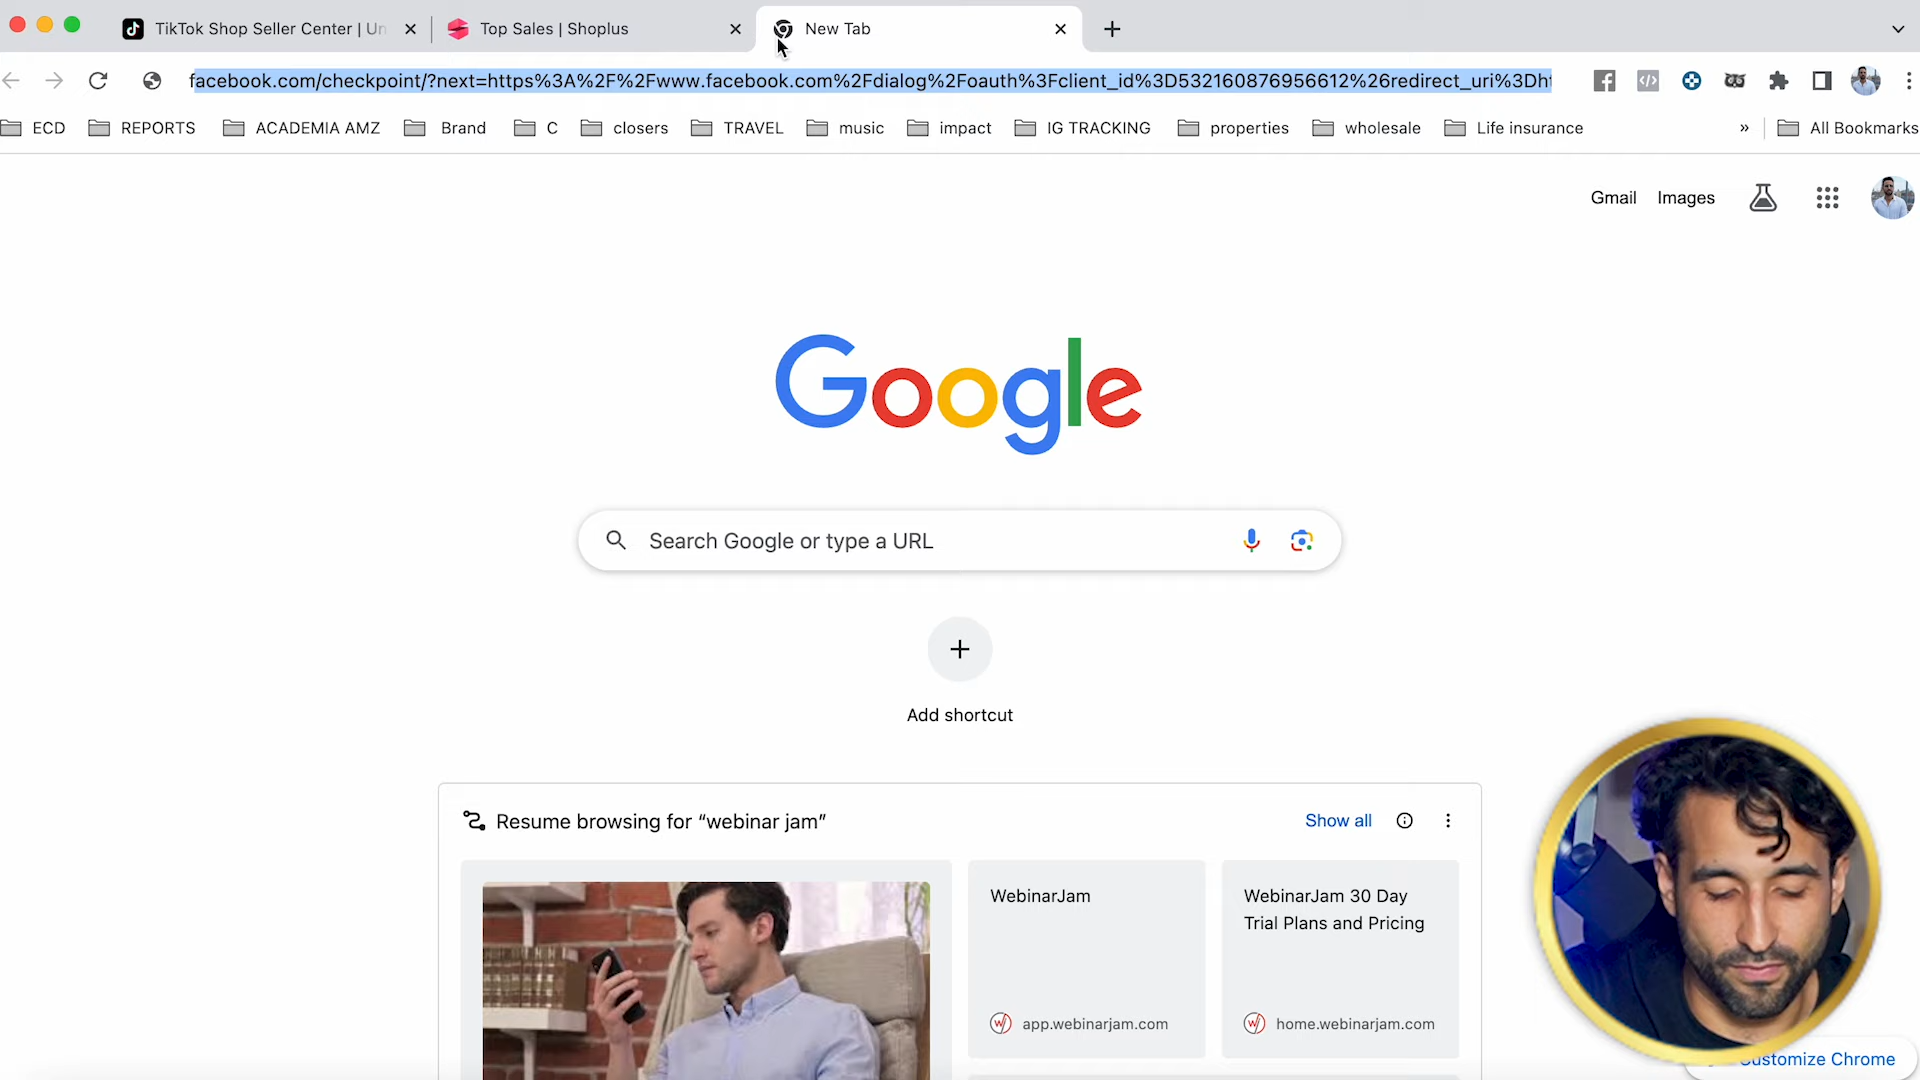 TikTok Shop Seller Center | Un
Top Sales | Shoplus
New Tab
facebook.com/checkpoint/?next=https%3A%2F%2Fwww.facebook.com%2Fdialog%2Foauth%3Fclient_id%3D532160876956612%26redirect_uri%3Dht
ECD
REPORTS
ACADEMIA AMZ
Brand
C
closers
TRAVEL
music
impact
IG TRACKING
properties
wholesale
Life insurance
»
All Bookmarks
Gmail
Images
Google
Search Google or type a URL
Add shortcut
Resume browsing for “webinar jam”
Show all
WebinarJam
app.webinarjam.com
WebinarJam 30 Day
Trial Plans and Pricing
home.webinarjam.com
Customize Chrome